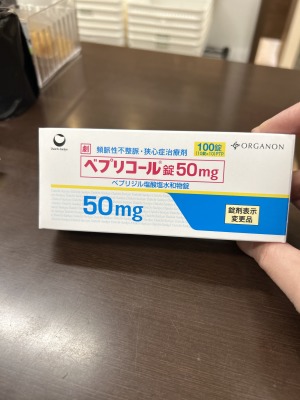 劇
頻脈性不整脈・狭心症治療剤
100錠
ORGANON
ベプリコール®錠50mg
ベプリジル塩酸塩水和物錠
50mg
錠剤表示
変更品